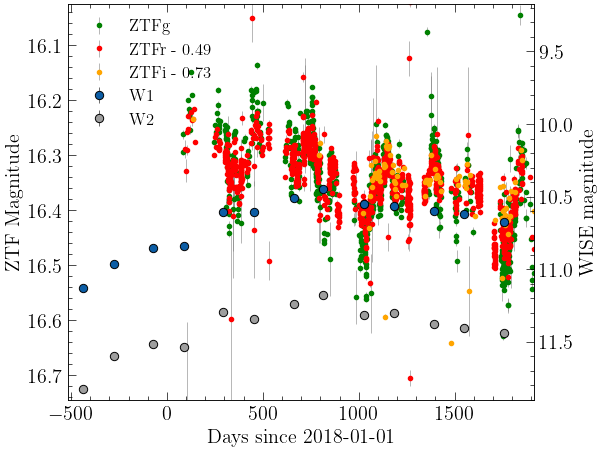 ZTFg
ZTFr - 0.49
ZTFi - 0.73
W1
W2
ZTF Magnitude
16.1
16.2
16.3
16.4
16.5
16.6
16.7
WISE magnitude
9.5
10.0
10.5
11.0
11.5
−500
0
500
1000
1500
Days since 2018-01-01